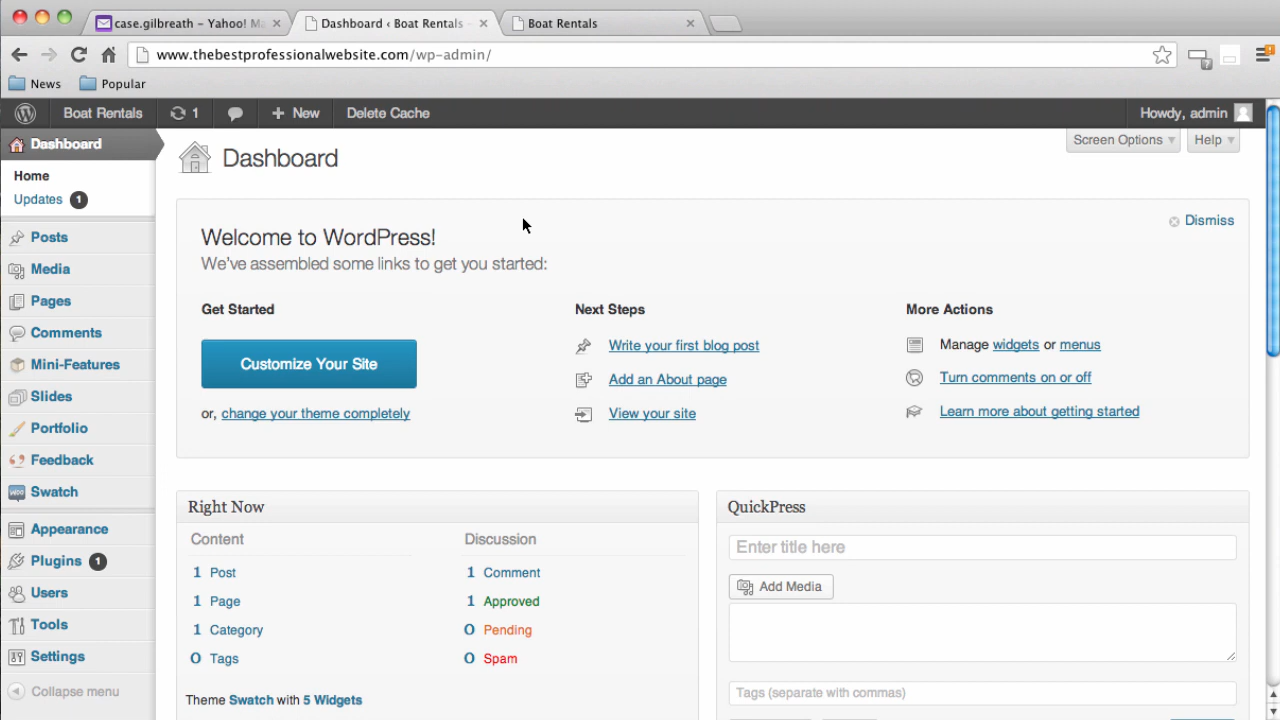 case.gilbreath – Yahoo! Ma
Dashboard ‹ Boat Rentals
Boat Rentals
www.thebestprofessionalwebsite.com/wp-admin/
News
Popular
Boat Rentals
1
New
Delete Cache
Howdy, admin
Dashboard
Home
Updates 1
Posts
Media
Pages
Comments
Mini-Features
Slides
Portfolio
Feedback
Swatch
Appearance
Plugins 1
Users
Tools
Settings
Collapse menu
Screen Options
Help
Dashboard
Dismiss
Welcome to WordPress!
We've assembled some links to get you started:
Get Started
Customize Your Site
or, change your theme completely
Next Steps
Write your first blog post
Add an About page
View your site
More Actions
Manage widgets or menus
Turn comments on or off
Learn more about getting started
Right Now
Content
1 Post
1 Page
1 Category
0 Tags
Discussion
1 Comment
1 Approved
0 Pending
0 Spam
Theme Swatch with 5 Widgets
QuickPress
Enter title here
Add Media
Tags (separate with commas)